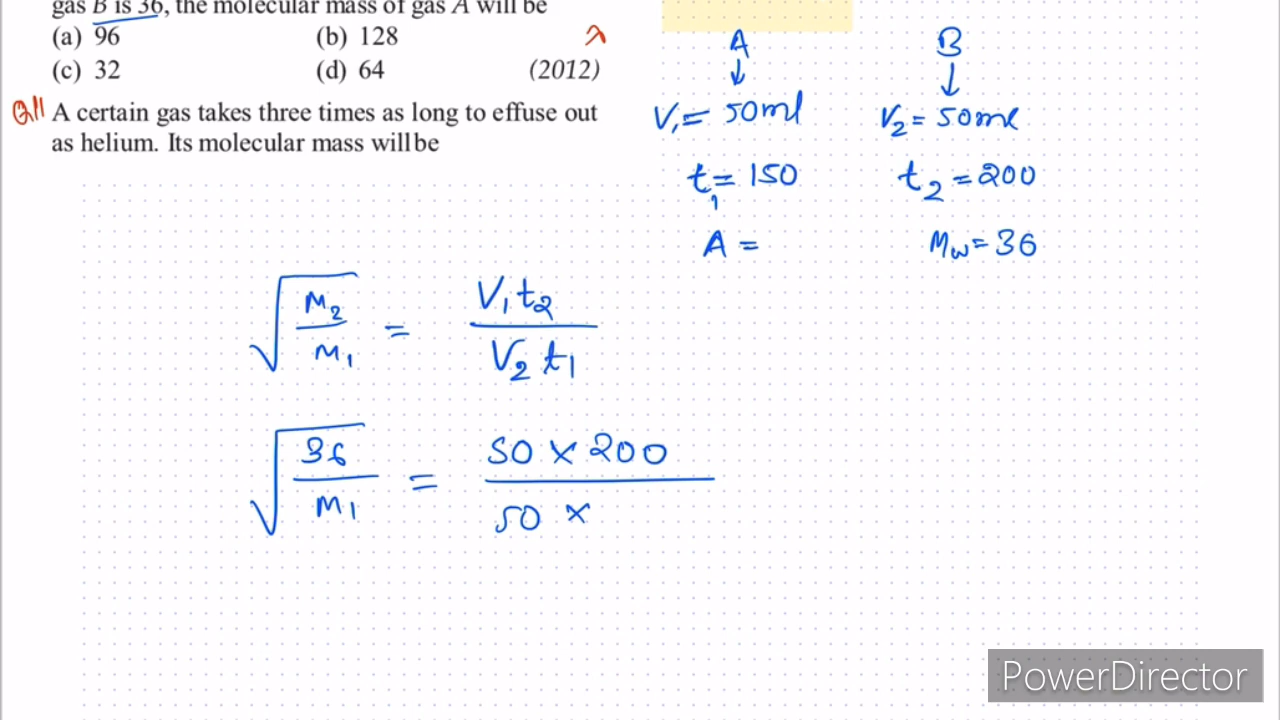 gas B is 36, the molecular mass of gas A will be
(a) 96 (b) 128
(c) 32 (d) 64 (2012)
Q11 A certain gas takes three times as long to effuse out
as helium. Its molecular mass will be
A B
V₁ = 50ml V₂ = 50ml
t₁ = 150 t₂ = 200
A = Mw = 36
√(M₂/M₁) = V₁t₂/V₂t₁
√(36/M₁) = 50 × 200/50 ×
PowerDirector